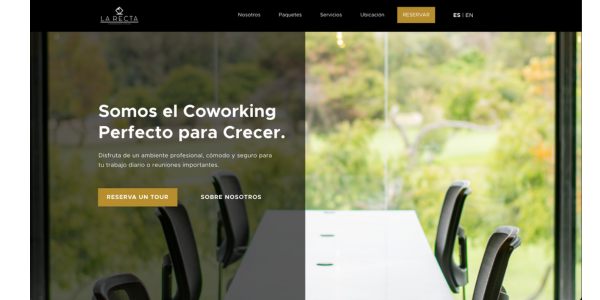 LA RECTA
Nosotros Paquetes Servicios Ubicación RESERVAR ES | EN
Somos el Coworking
Perfecto para Crecer.
Disfruta de un ambiente profesional, cómodo y seguro para
tu trabajo diario o reuniones importantes.
RESERVA UN TOUR SOBRE NOSOTROS